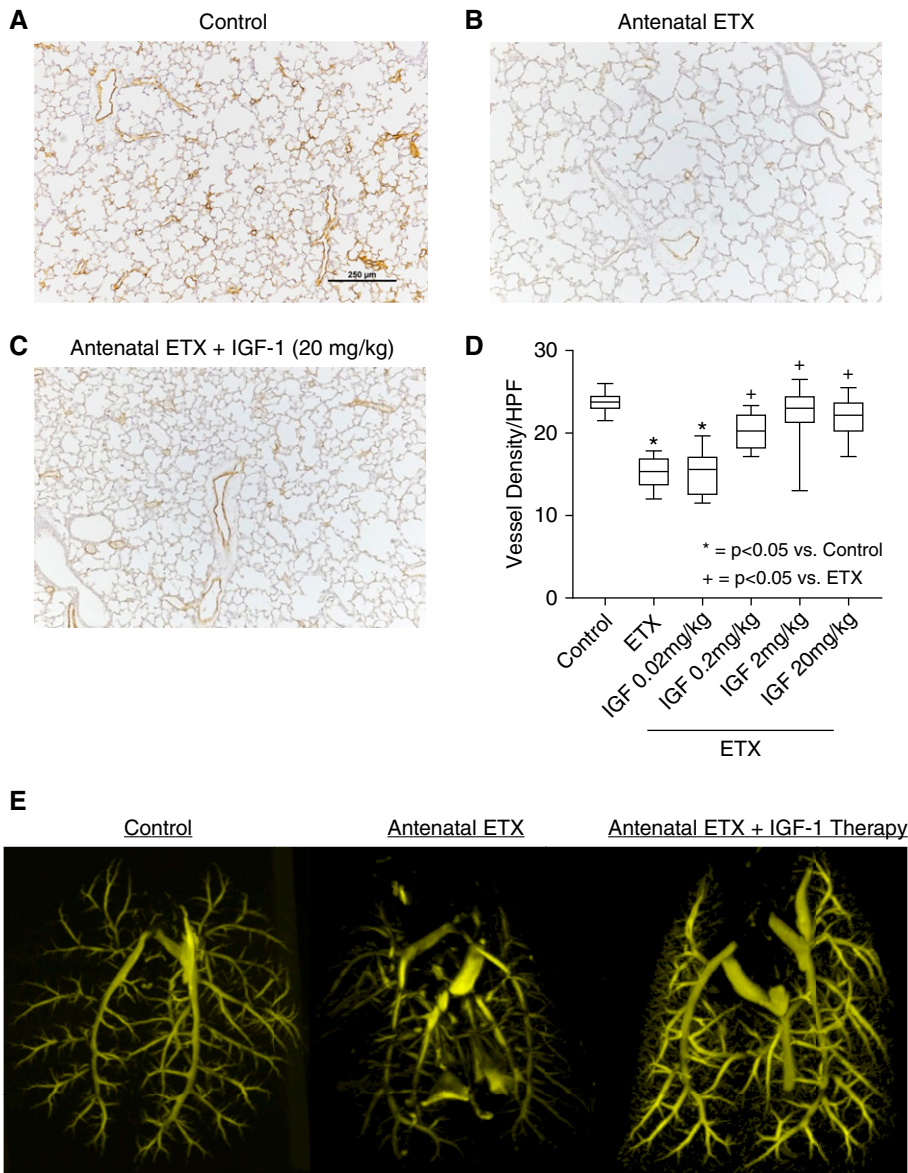 A
Control
B
Antenatal ETX
250 µm
C
Antenatal ETX + IGF-1 (20 mg/kg)
D
30
20
10
0
Vessel Density/HPF
*
*
+
+
+
* = p<0.05 vs. Control
+ = p<0.05 vs. ETX
Control
ETX
IGF 0.02mg/kg
IGF 0.2mg/kg
IGF 2mg/kg
IGF 20mg/kg
ETX
E
Control
Antenatal ETX
Antenatal ETX + IGF-1 Therapy